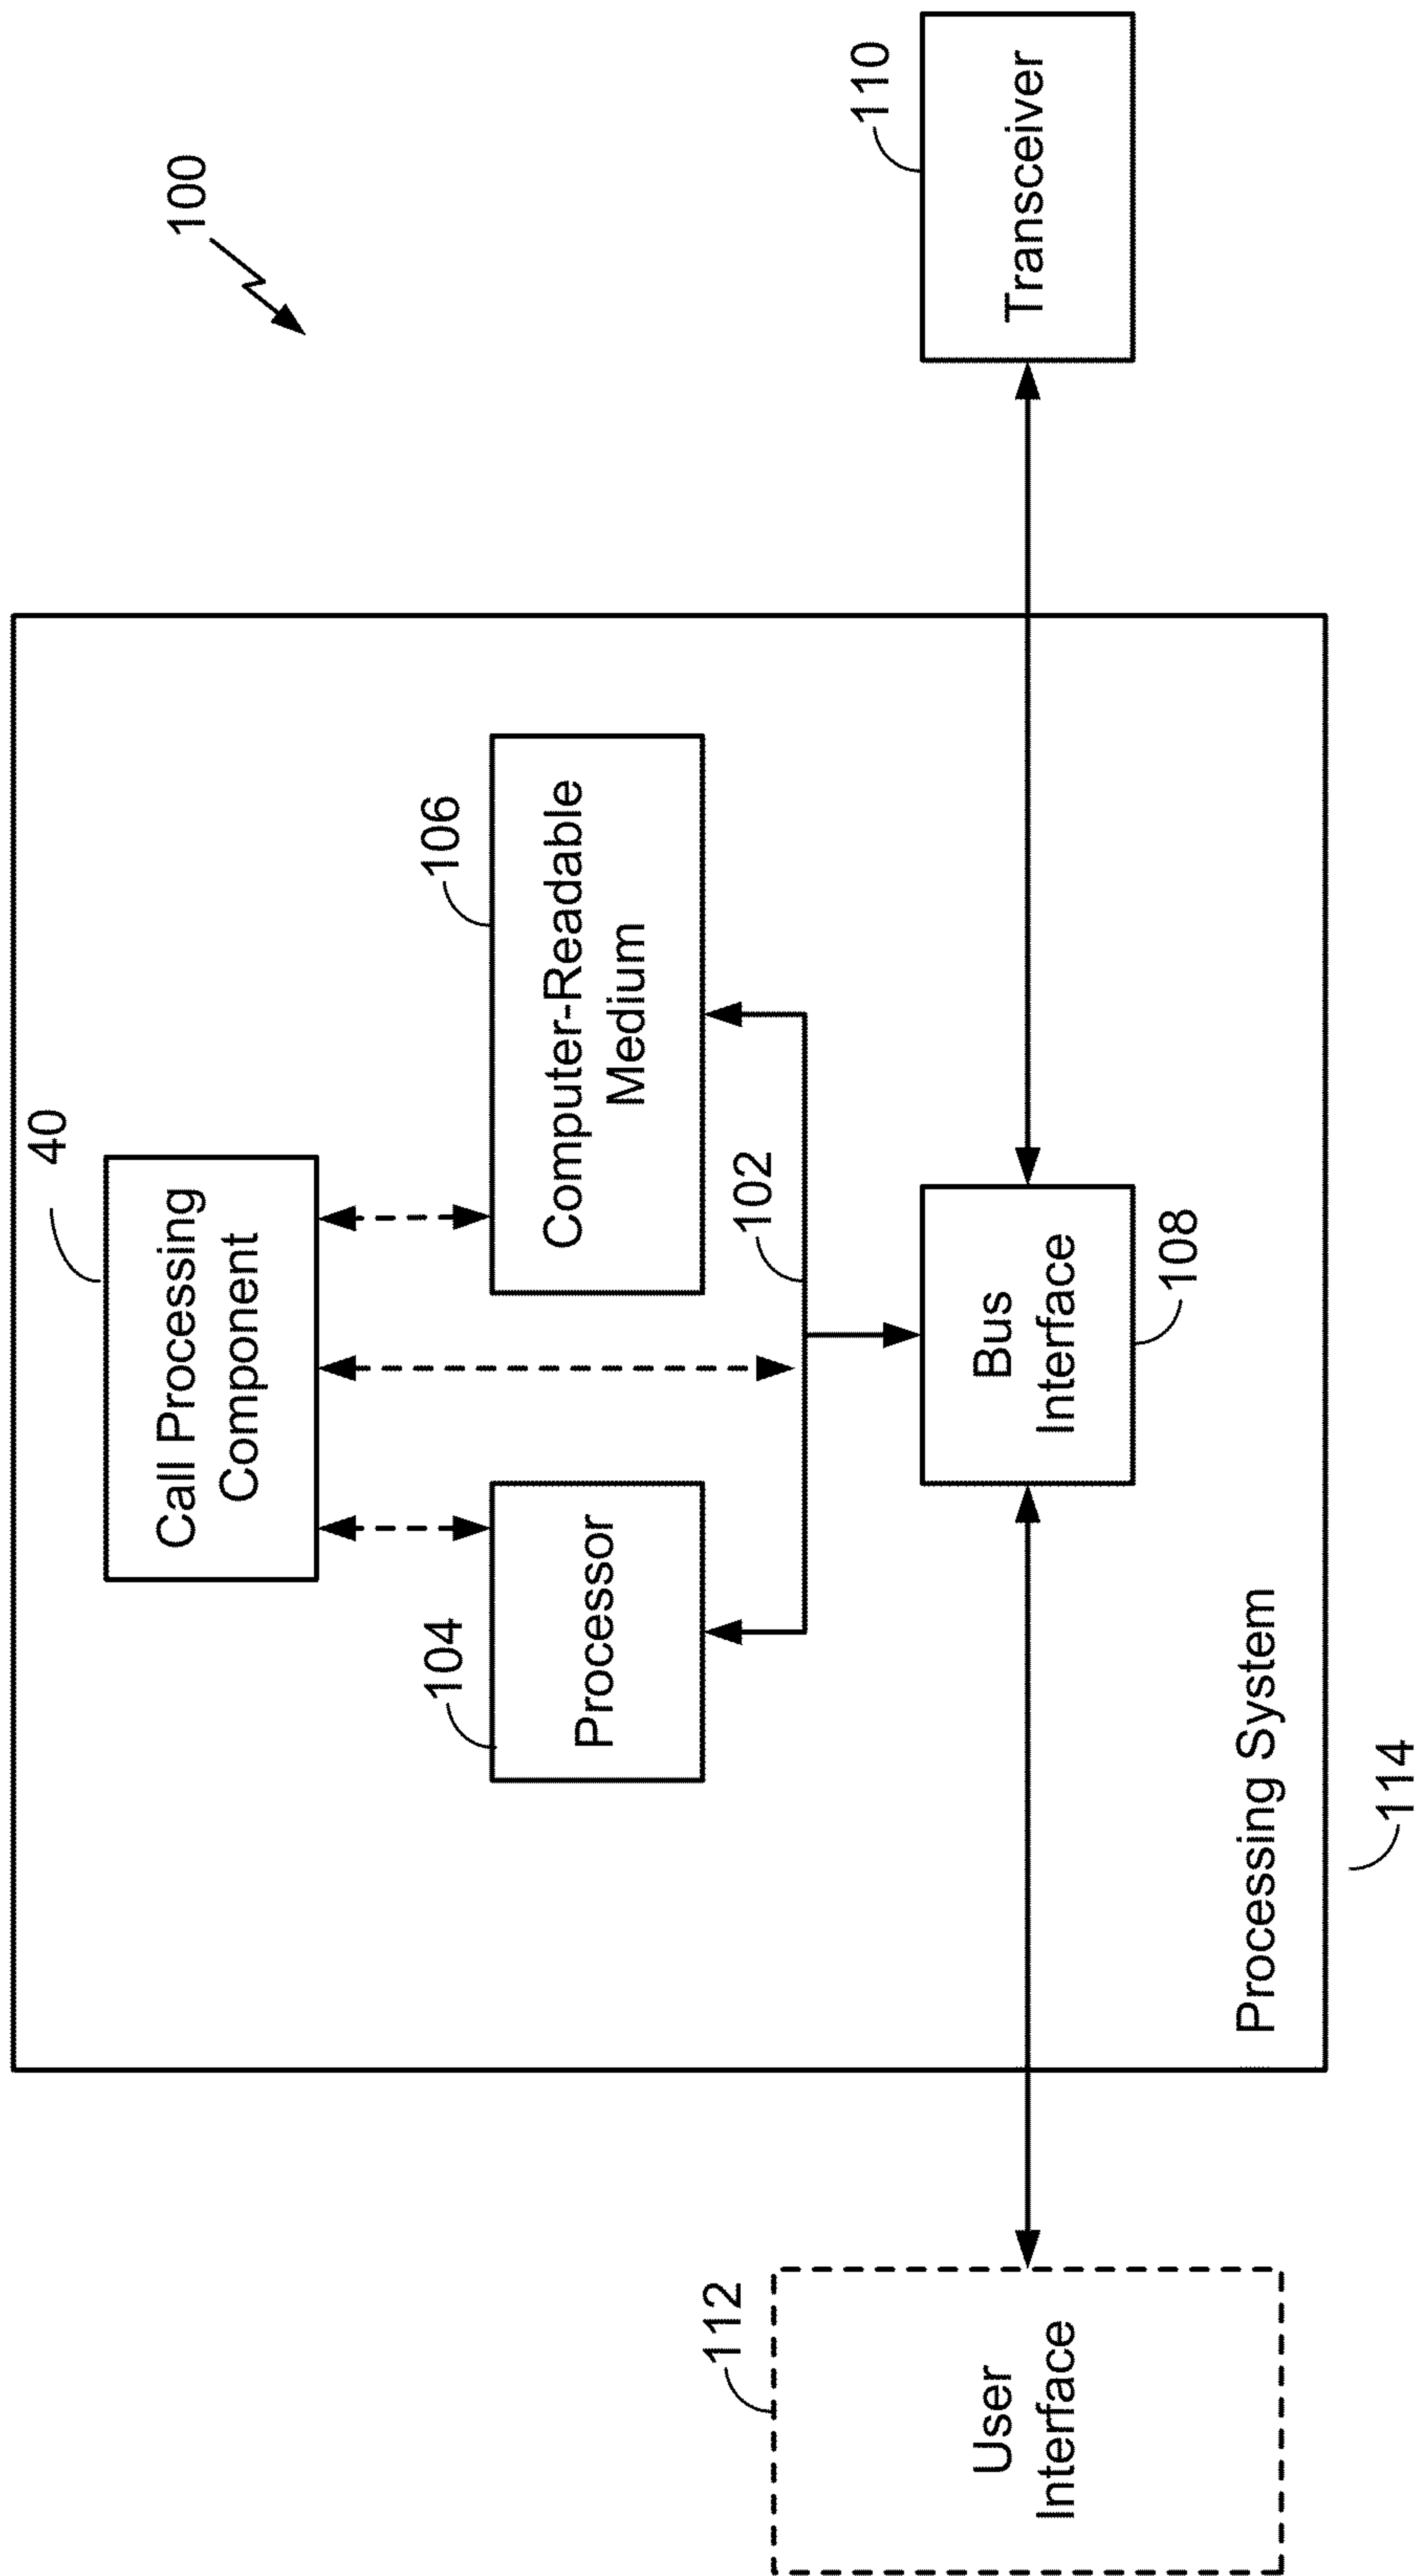 100
40
Call Processing
Component
104
Processor
106
Computer-Readable
Medium
102
110
Transceiver
112
User
Interface
Bus
Interface
108
Processing System
114